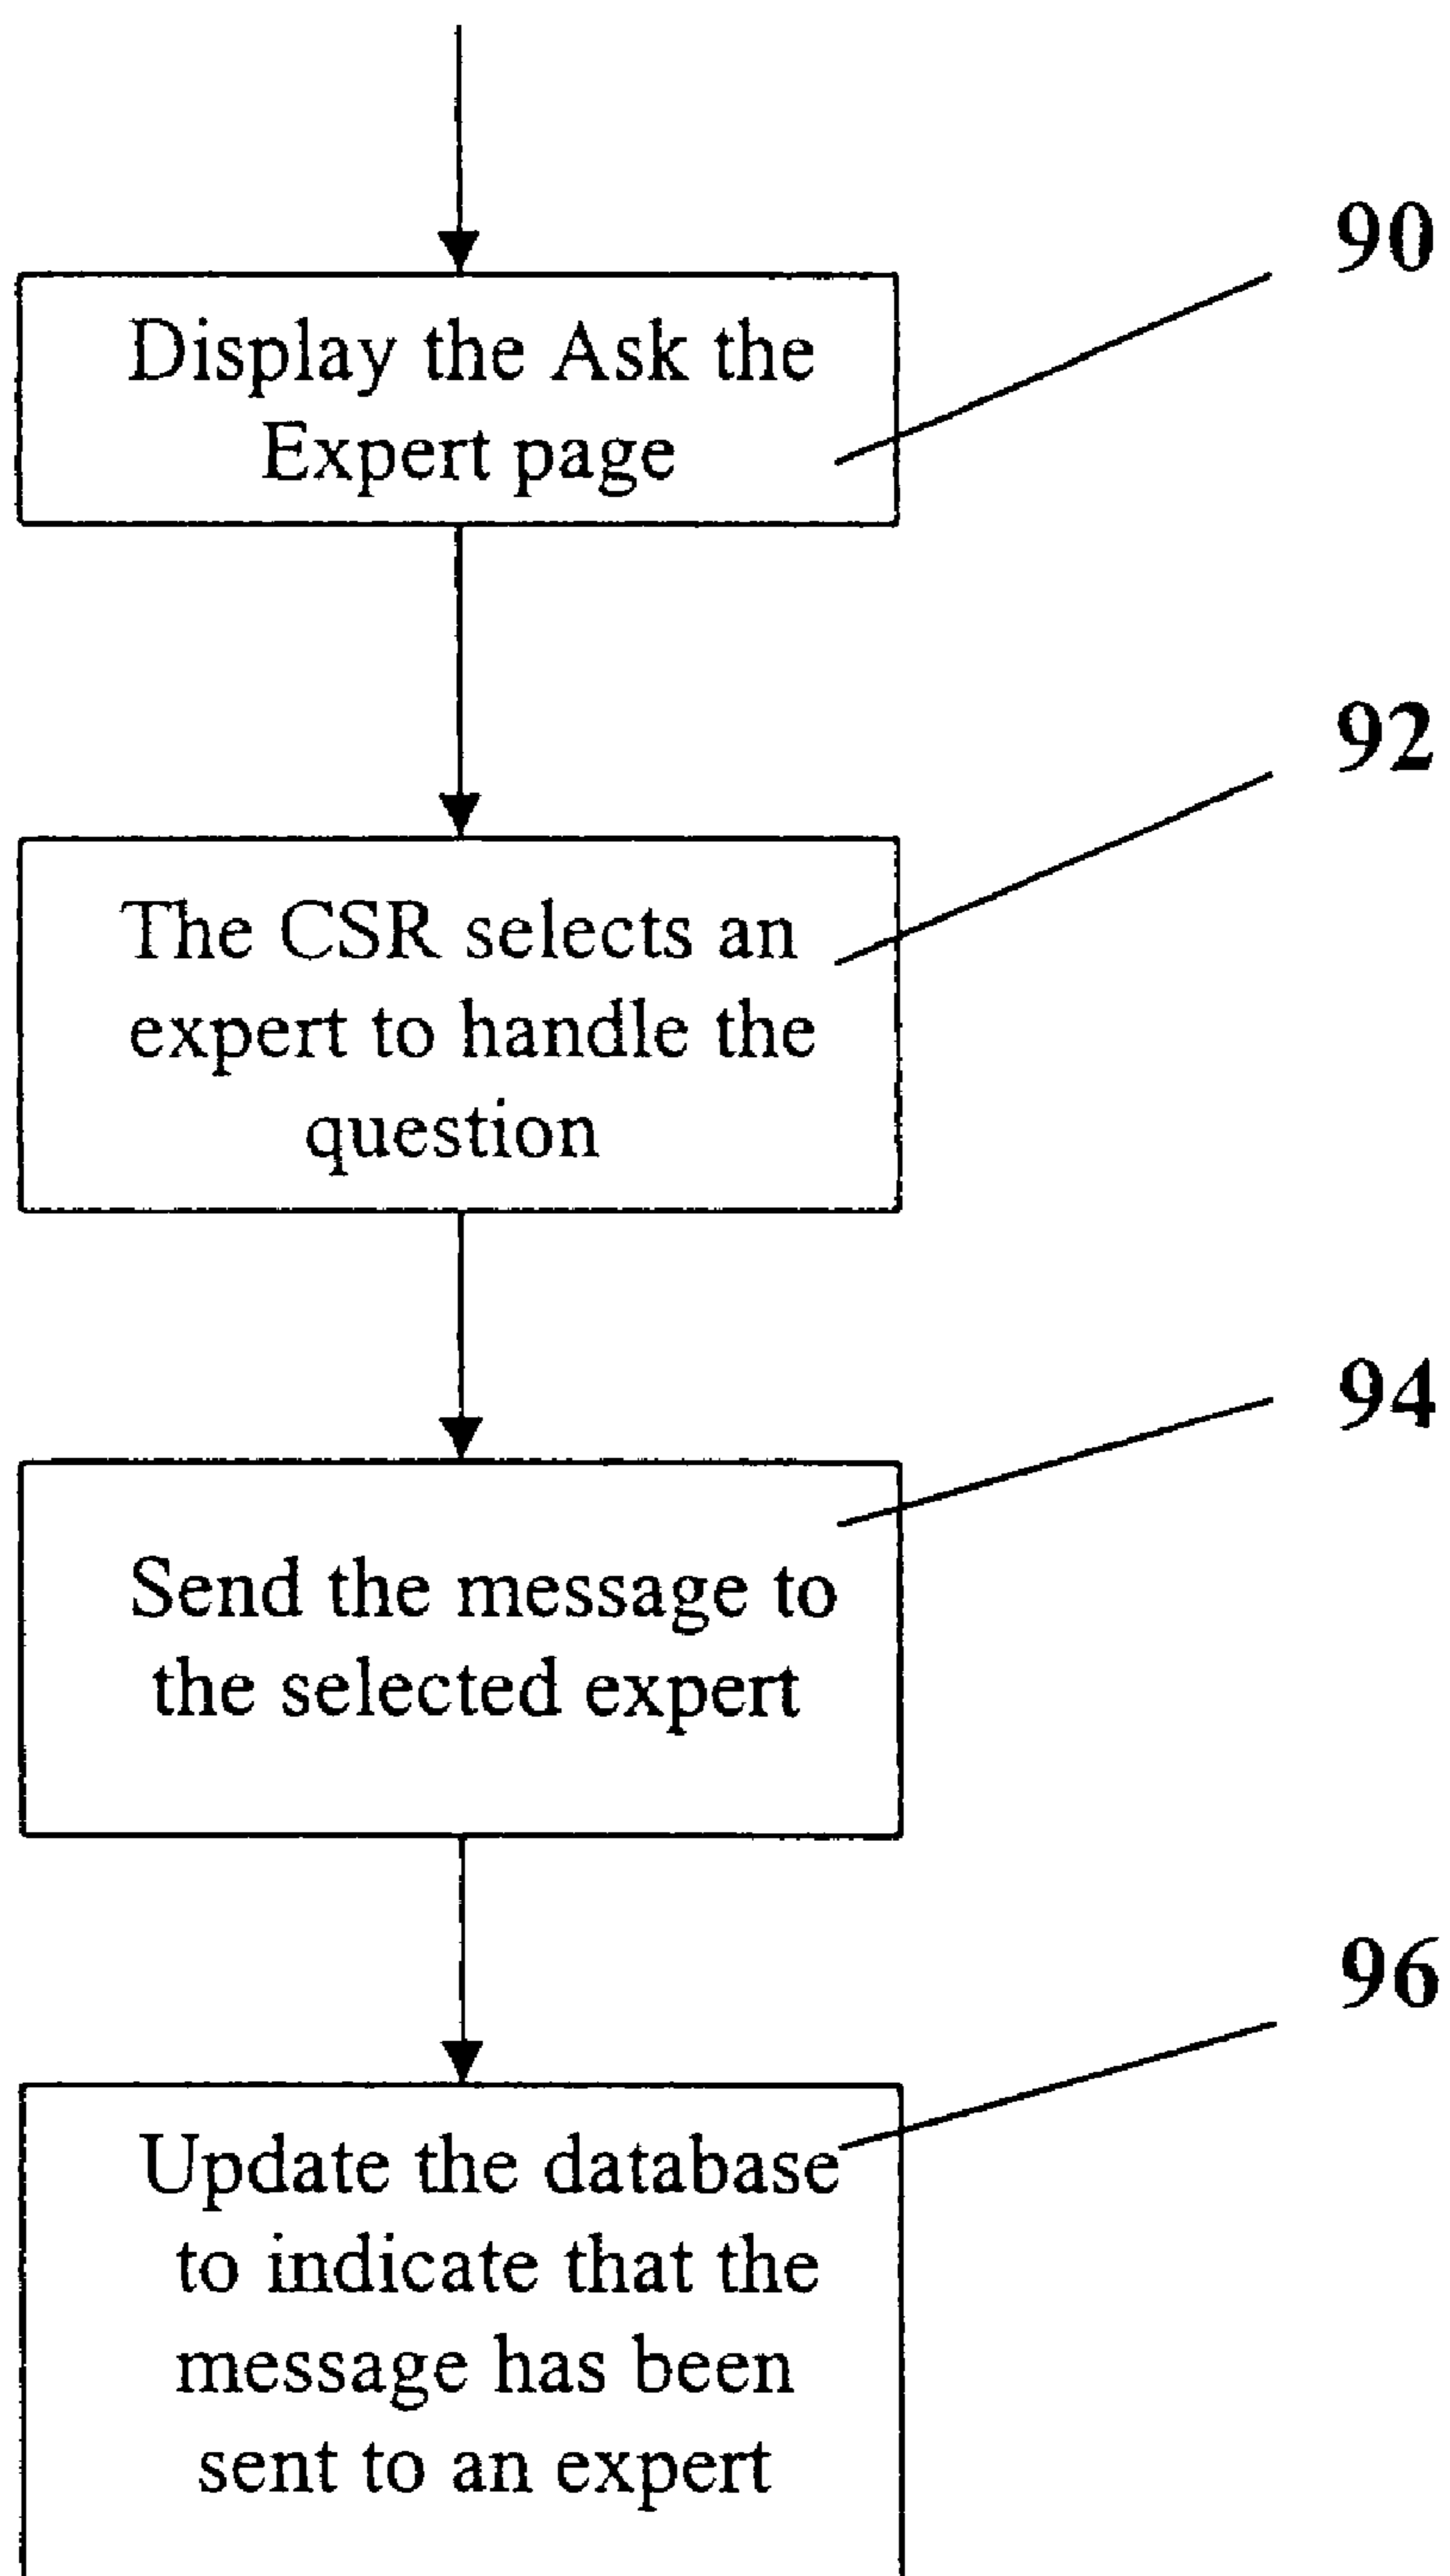 90
Display the Ask the
Expert page
92
The CSR selects an
expert to handle the
question
94
Send the message to
the selected expert
96
Update the database
to indicate that the
message has been
sent to an expert